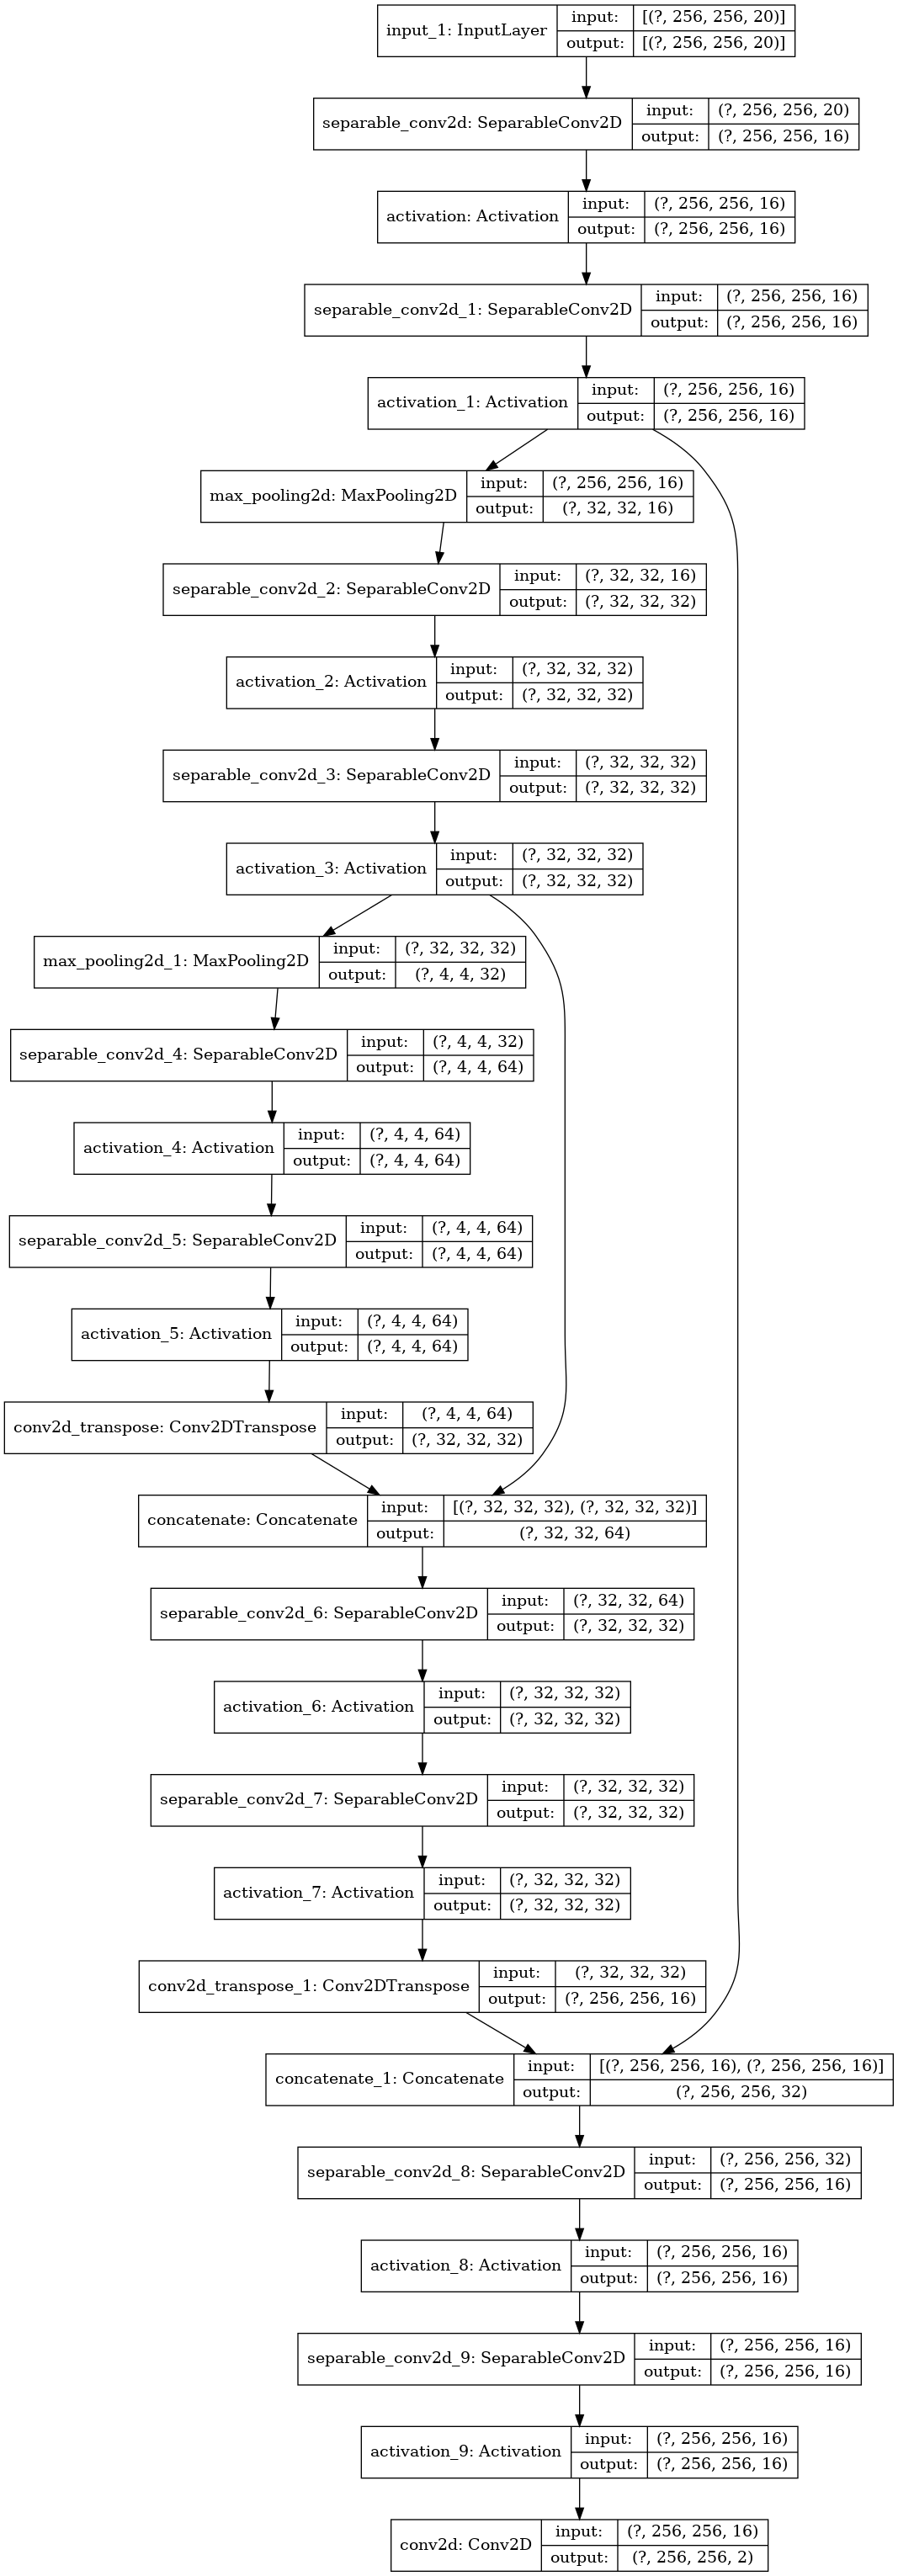 input_1: InputLayer
input:
[(?, 256, 256, 20)]
output:
[(?, 256, 256, 20)]
separable_conv2d: SeparableConv2D
input:
(?, 256, 256, 20)
output:
(?, 256, 256, 16)
activation: Activation
input:
(?, 256, 256, 16)
output:
(?, 256, 256, 16)
separable_conv2d_1: SeparableConv2D
input:
(?, 256, 256, 16)
output:
(?, 256, 256, 16)
activation_1: Activation
input:
(?, 256, 256, 16)
output:
(?, 256, 256, 16)
max_pooling2d: MaxPooling2D
input:
(?, 256, 256, 16)
output:
(?, 32, 32, 16)
separable_conv2d_2: SeparableConv2D
input:
(?, 32, 32, 16)
output:
(?, 32, 32, 32)
activation_2: Activation
input:
(?, 32, 32, 32)
output:
(?, 32, 32, 32)
separable_conv2d_3: SeparableConv2D
input:
(?, 32, 32, 32)
output:
(?, 32, 32, 32)
activation_3: Activation
input:
(?, 32, 32, 32)
output:
(?, 32, 32, 32)
max_pooling2d_1: MaxPooling2D
input:
(?, 32, 32, 32)
output:
(?, 4, 4, 32)
separable_conv2d_4: SeparableConv2D
input:
(?, 4, 4, 32)
output:
(?, 4, 4, 64)
activation_4: Activation
input:
(?, 4, 4, 64)
output:
(?, 4, 4, 64)
separable_conv2d_5: SeparableConv2D
input:
(?, 4, 4, 64)
output:
(?, 4, 4, 64)
activation_5: Activation
input:
(?, 4, 4, 64)
output:
(?, 4, 4, 64)
conv2d_transpose: Conv2DTranspose
input:
(?, 4, 4, 64)
output:
(?, 32, 32, 32)
concatenate: Concatenate
input:
[(?, 32, 32, 32), (?, 32, 32, 32)]
output:
(?, 32, 32, 64)
separable_conv2d_6: SeparableConv2D
input:
(?, 32, 32, 64)
output:
(?, 32, 32, 32)
activation_6: Activation
input:
(?, 32, 32, 32)
output:
(?, 32, 32, 32)
separable_conv2d_7: SeparableConv2D
input:
(?, 32, 32, 32)
output:
(?, 32, 32, 32)
activation_7: Activation
input:
(?, 32, 32, 32)
output:
(?, 32, 32, 32)
conv2d_transpose_1: Conv2DTranspose
input:
(?, 32, 32, 32)
output:
(?, 256, 256, 16)
concatenate_1: Concatenate
input:
[(?, 256, 256, 16), (?, 256, 256, 16)]
output:
(?, 256, 256, 32)
separable_conv2d_8: SeparableConv2D
input:
(?, 256, 256, 32)
output:
(?, 256, 256, 16)
activation_8: Activation
input:
(?, 256, 256, 16)
output:
(?, 256, 256, 16)
separable_conv2d_9: SeparableConv2D
input:
(?, 256, 256, 16)
output:
(?, 256, 256, 16)
activation_9: Activation
input:
(?, 256, 256, 16)
output:
(?, 256, 256, 16)
conv2d: Conv2D
input:
(?, 256, 256, 16)
output:
(?, 256, 256, 2)